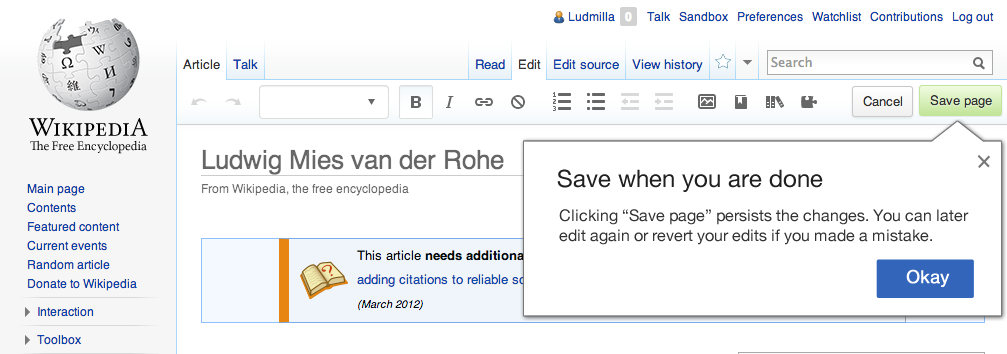 Ludmilla 0 Talk Sandbox Preferences Watchlist Contributions Log out
Article Talk Read Edit Edit source View history Search
B I Cancel Save page
WIKIPEDIA
The Free Encyclopedia
Main page
Contents
Featured content
Current events
Random article
Donate to Wikipedia
Interaction
Toolbox
Ludwig Mies van der Rohe
From Wikipedia, the free encyclopedia
This article needs additiona
adding citations to reliable so
(March 2012)
Save when you are done
Clicking “Save page” persists the changes. You can later
edit again or revert your edits if you made a mistake.
Okay